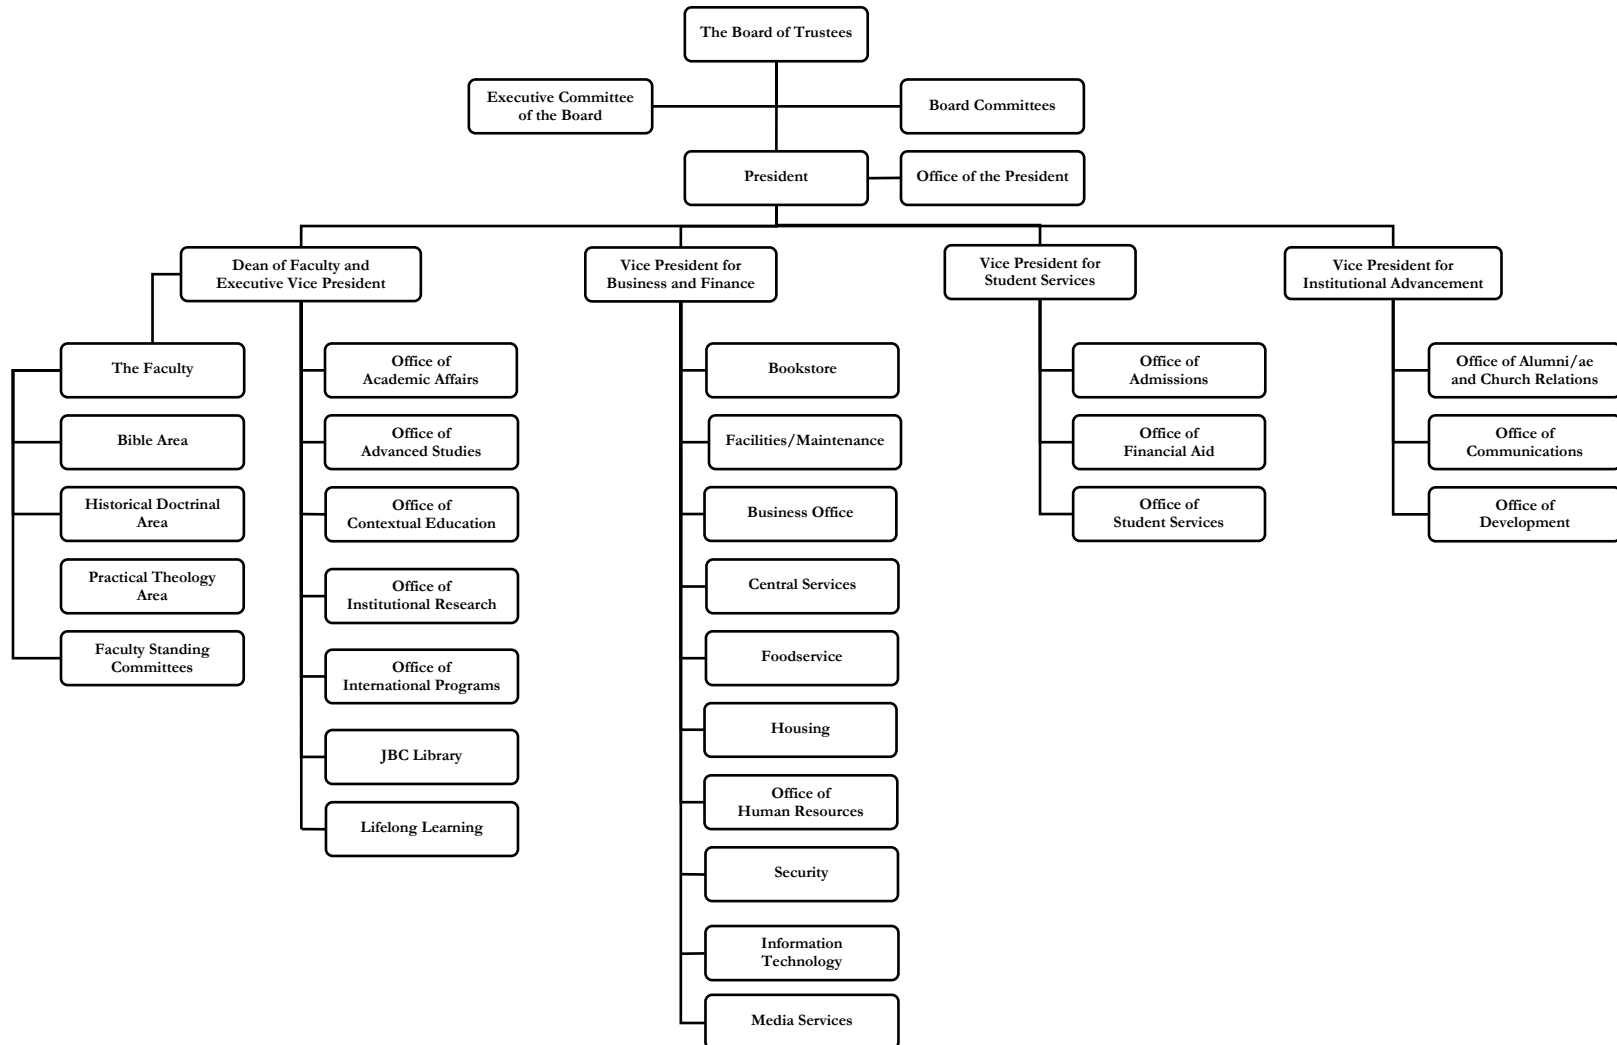 The Board of Trustees
Executive Committee
of the Board
Board Committees
President
Office of the President
Dean of Faculty and
Executive Vice President
Vice President for
Business and Finance
Vice President for
Student Services
Vice President for
Institutional Advancement
The Faculty
Bible Area
Historical Doctrinal
Area
Practical Theology
Area
Faculty Standing
Committees
Office of
Academic Affairs
Office of
Advanced Studies
Office of
Contextual Education
Office of
Institutional Research
Office of
International Programs
JBC Library
Lifelong Learning
Bookstore
Facilities/Maintenance
Business Office
Central Services
Foodservice
Housing
Office of
Human Resources
Security
Information
Technology
Media Services
Office of
Admissions
Office of
Financial Aid
Office of
Student Services
Office of Alumni/ae
and Church Relations
Office of
Communications
Office of
Development